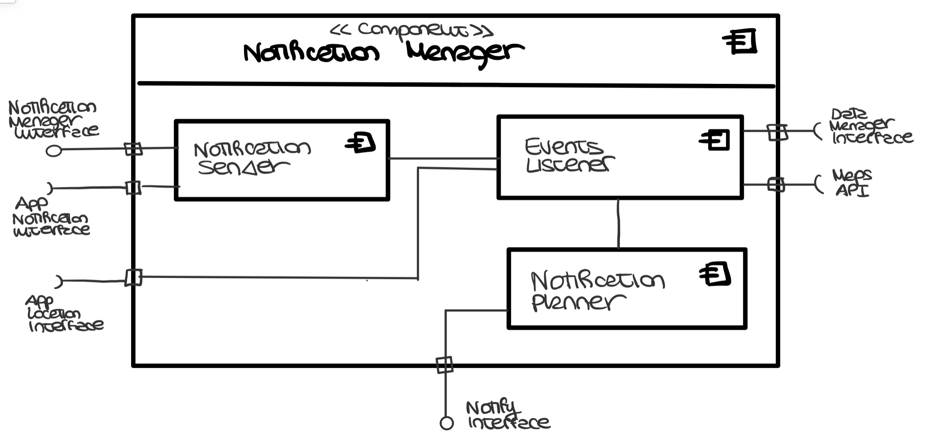 << Component >>
Notification Manager
Notification
Manager
Interface
Notification
Sender
Events
Listener
Data
Manager
Interface
Maps
API
App
Notification
Interface
Notification
Planner
App
Location
Interface
Notify
Interface